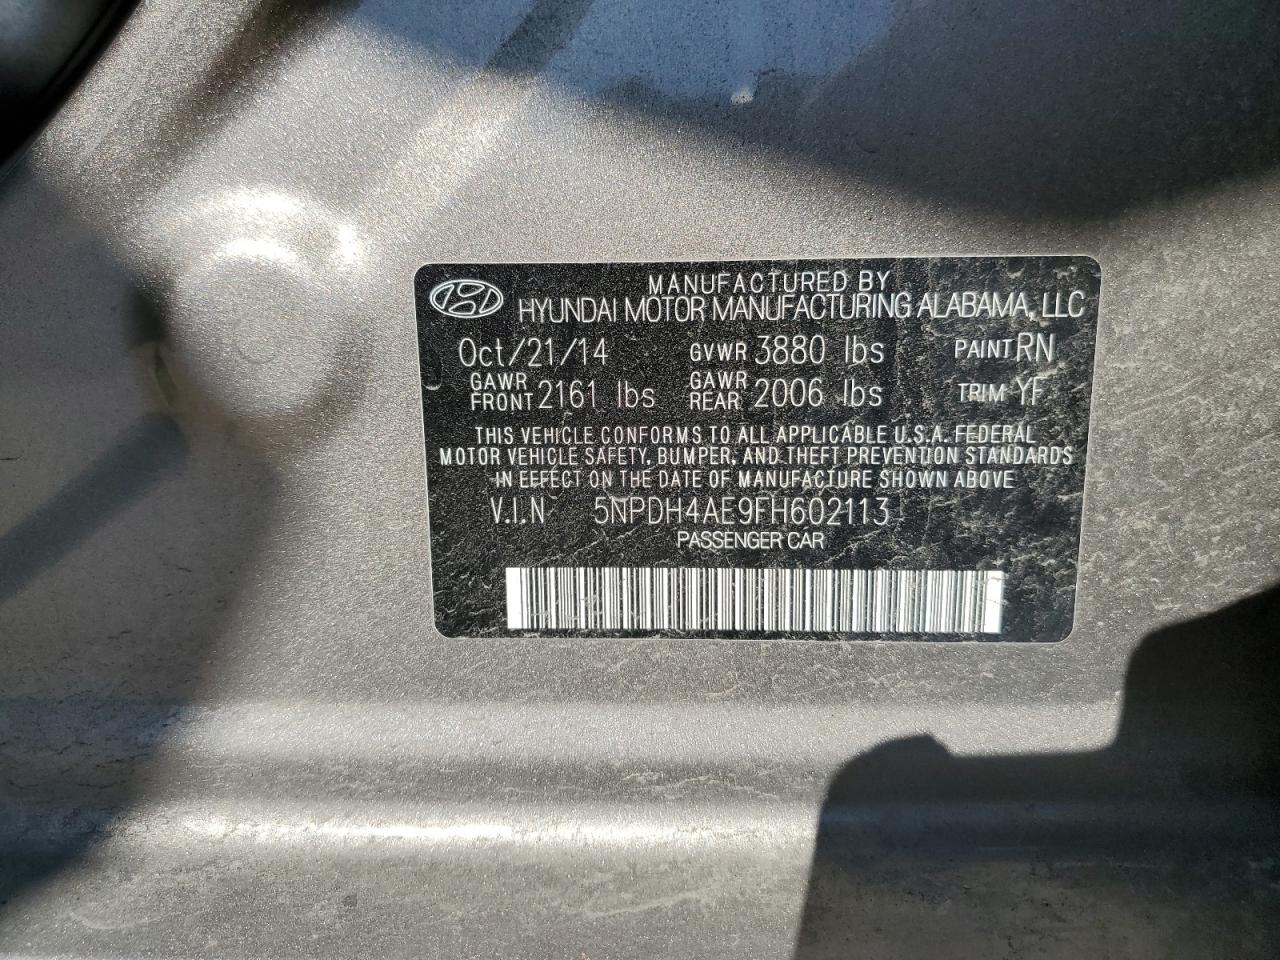 MANUFACTURED BY
HYUNDAI MOTOR MANUFACTURING ALABAMA, LLC
Oct/21/14 GVWR 3880 lbs PAINT RN
GAWR FRONT 2161 lbs GAWR REAR 2006 lbs TRIM YF
THIS VEHICLE CONFORMS TO ALL APPLICABLE U.S.A. FEDERAL
MOTOR VEHICLE SAFETY, BUMPER, AND THEFT PREVENTION STANDARDS
IN EFFECT ON THE DATE OF MANUFACTURE SHOWN ABOVE
V.I.N 5NPDH4AE9FH602113
PASSENGER CAR